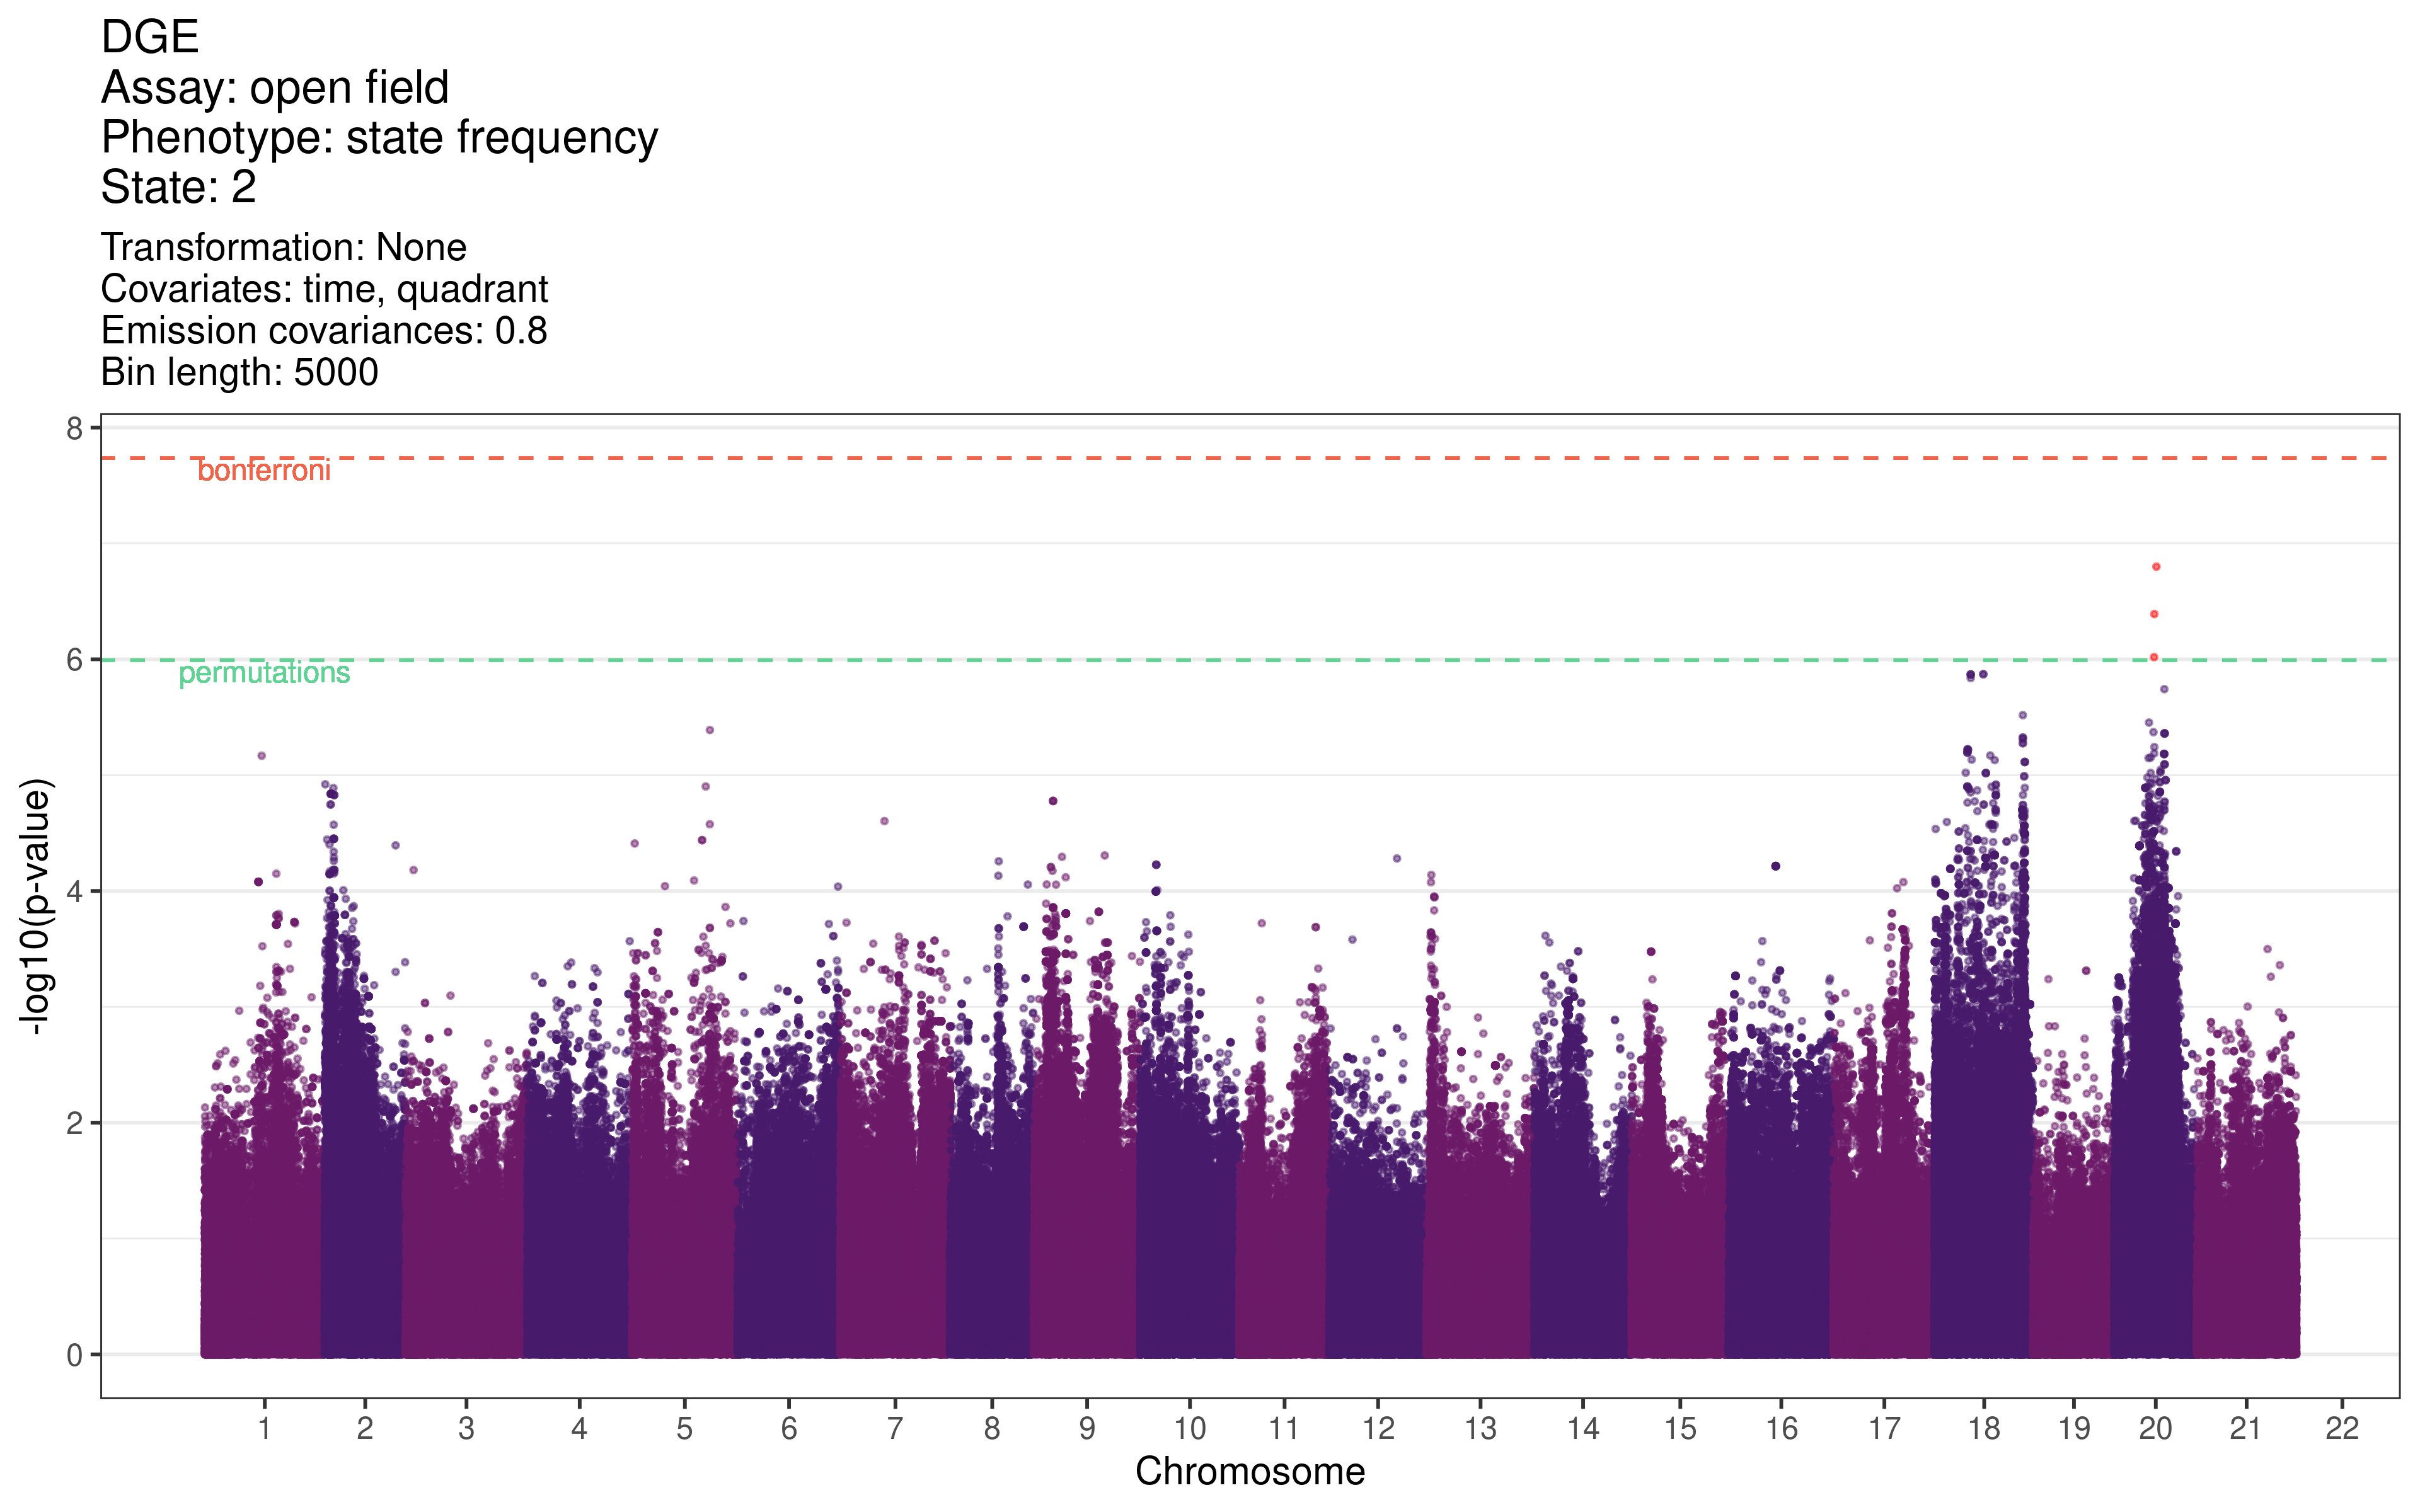 DGE
Assay: open field
Phenotype: state frequency
State: 2
Transformation: None
Covariates: time, quadrant
Emission covariances: 0.8
Bin length: 5000
8
bonferroni
6
permutations
4
2
0
-log10(p-value)
1 2 3 4 5 6 7 8 9 10 11 12 13 14 15 16 17 18 19 20 21 22
Chromosome